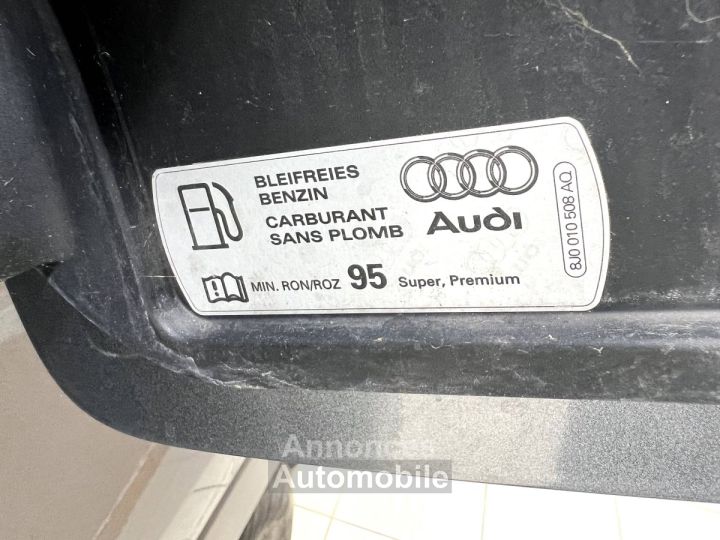 BLEIFREIES
BENZIN
CARBURANT
SANS PLOMB
Audi
MIN. RON/ROZ 95 Super, Premium
8J0 010 508 AQ
Annonces
Automobile